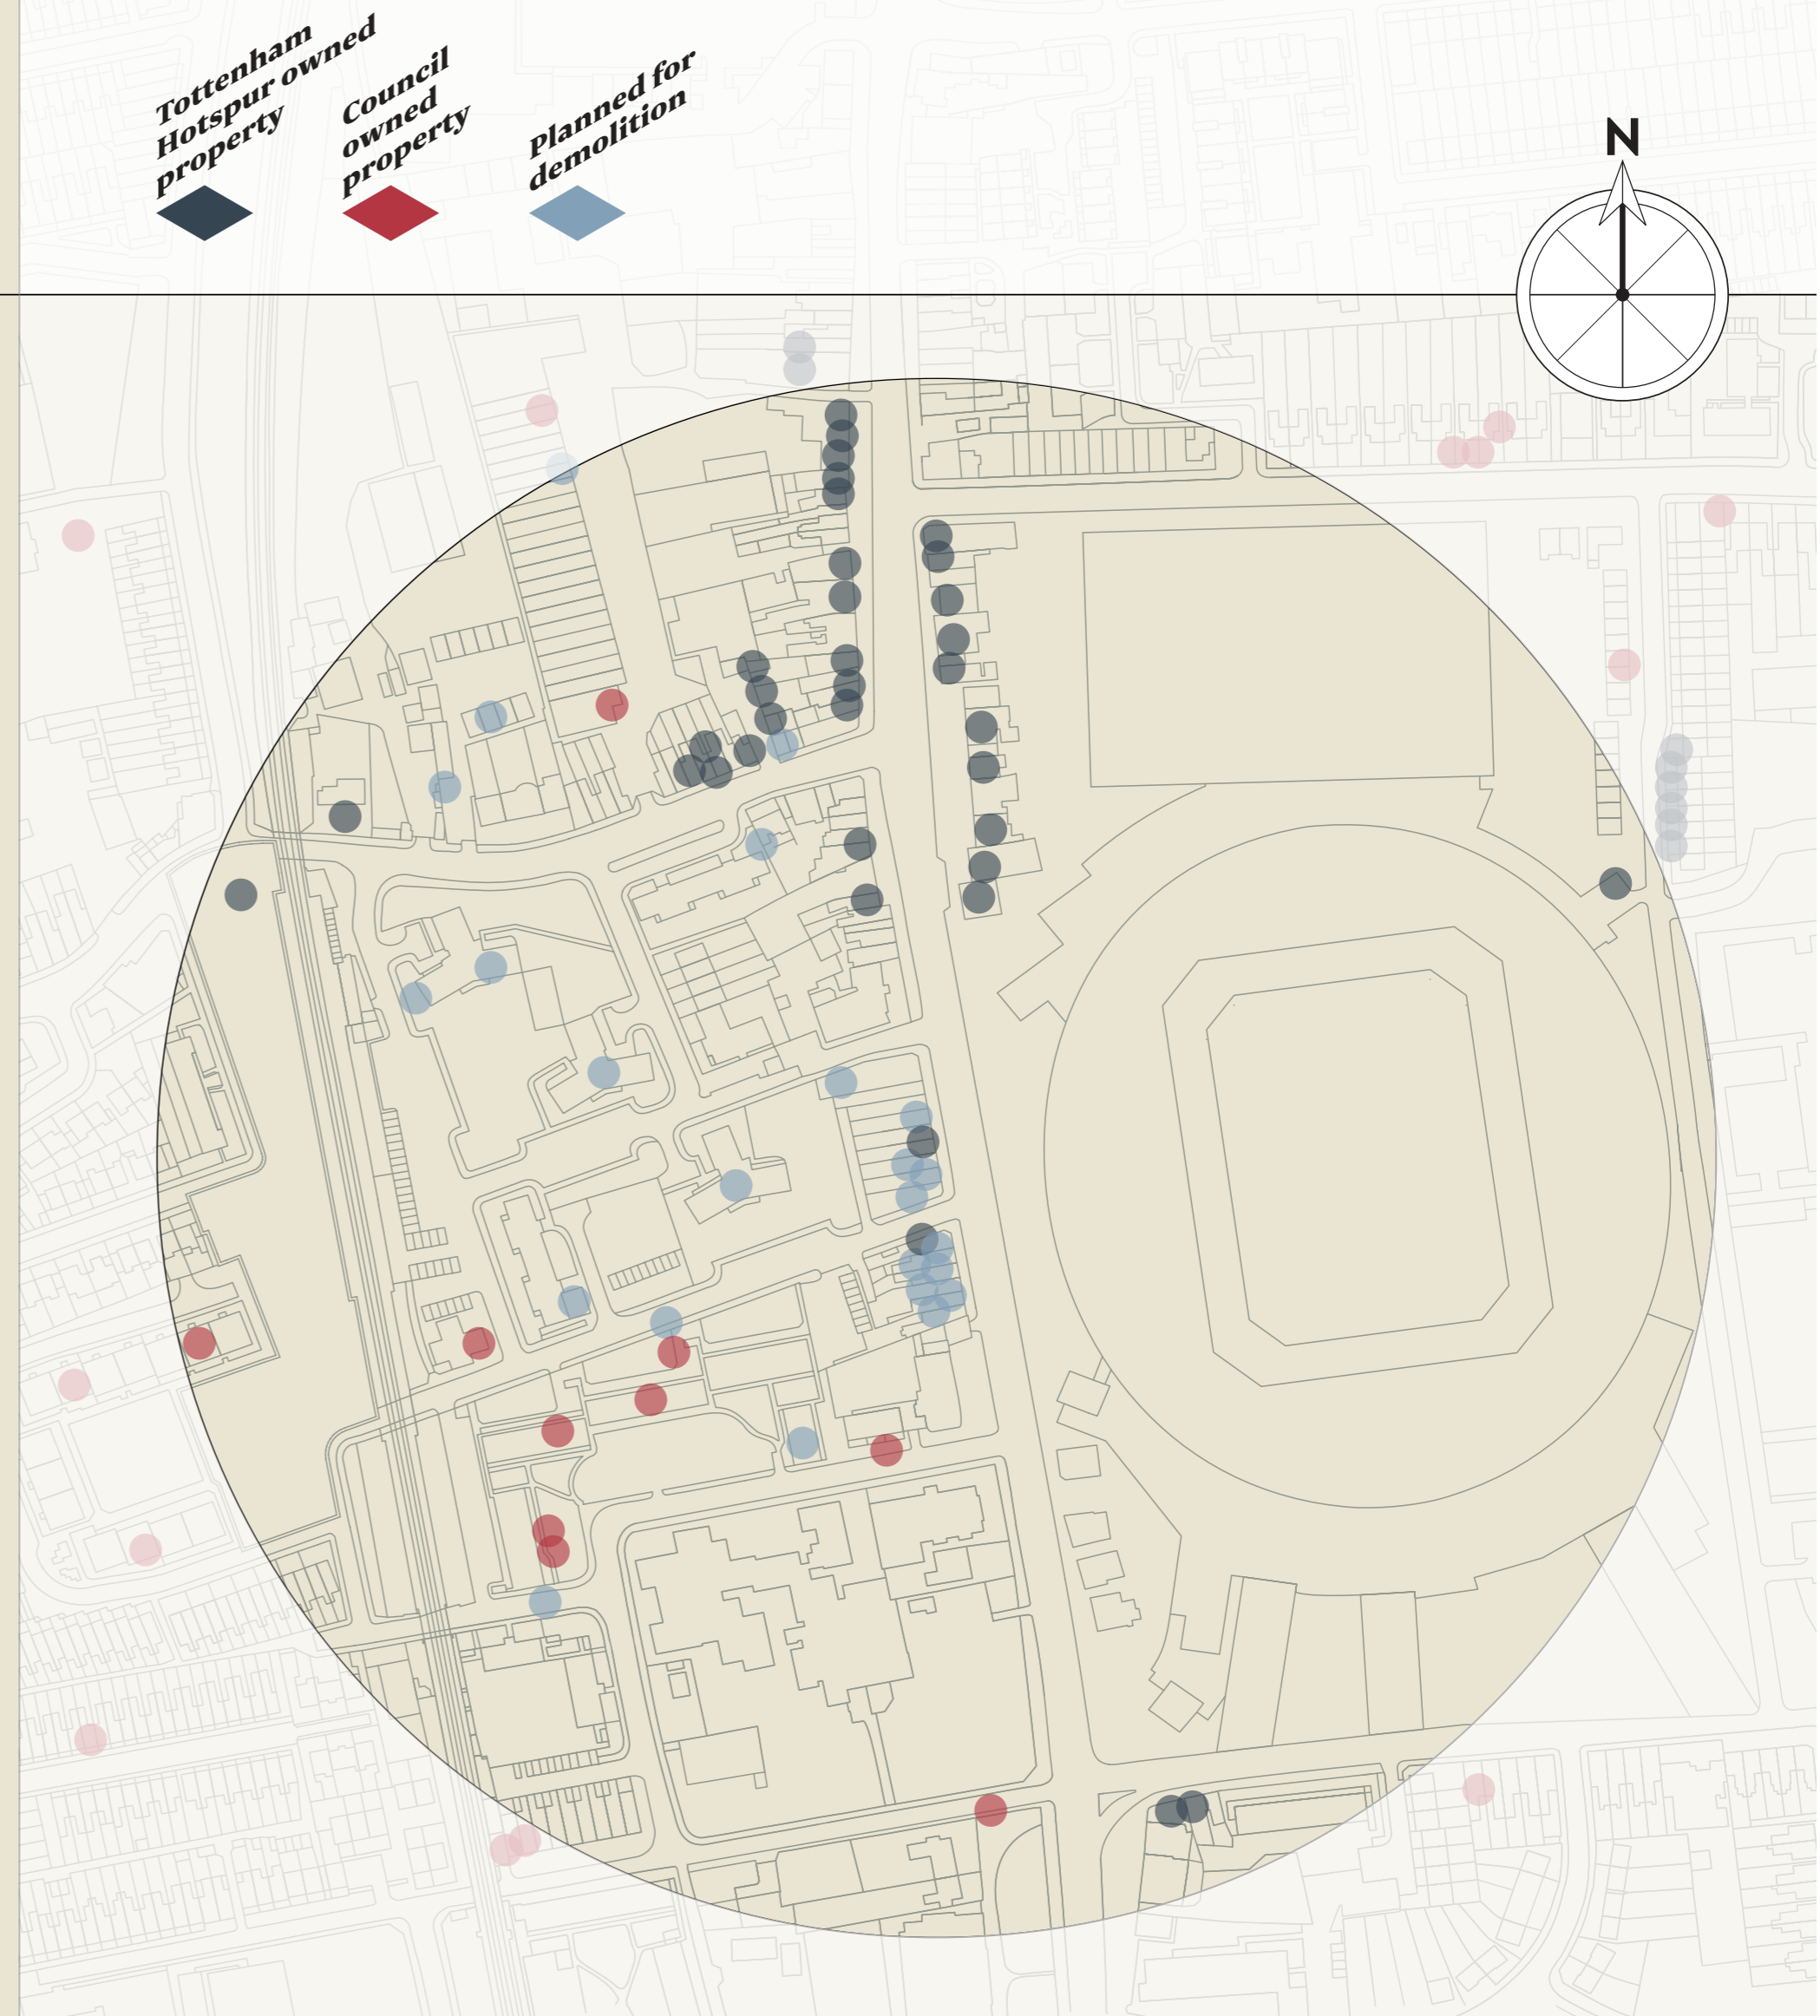 Tottenham
Hotspur owned
property
Council
owned
property
Planned for
demolition
N